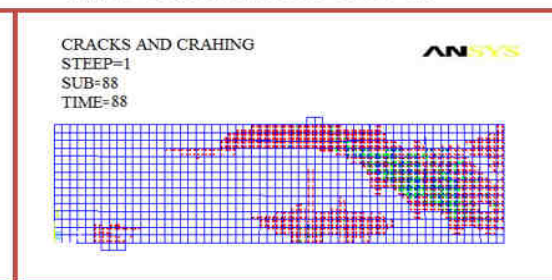 CRACKS AND CRAHING
STEEP=1
SUB=88
TIME=88
ANSYS